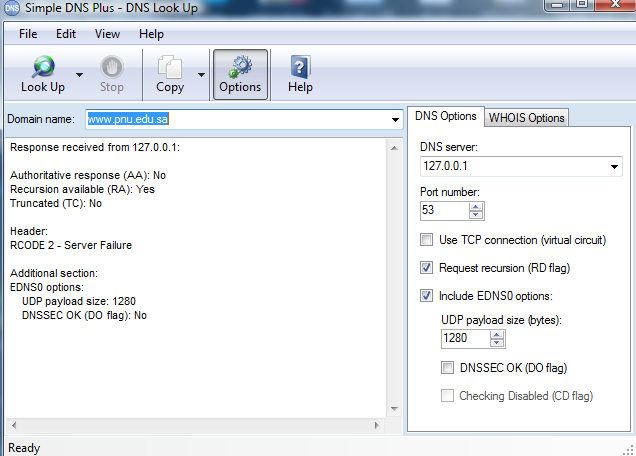 DNS Simple DNS Plus - DNS Look Up
File Edit View Help
Look Up Stop Copy Options Help
Domain name: www.pnu.edu.sa
Response received from 127.0.0.1:
Authoritative response (AA): No
Recursion available (RA): Yes
Truncated (TC): No
Header:
RCODE 2 - Server Failure
Additional section:
EDNS0 options:
UDP payload size: 1280
DNSSEC OK (DO flag): No
DNS Options WHOIS Options
DNS server:
127.0.0.1
Port number:
53
Use TCP connection (virtual circuit)
Request recursion (RD flag)
Include EDNS0 options:
UDP payload size (bytes):
1280
DNSSEC OK (DO flag)
Checking Disabled (CD flag)
Ready